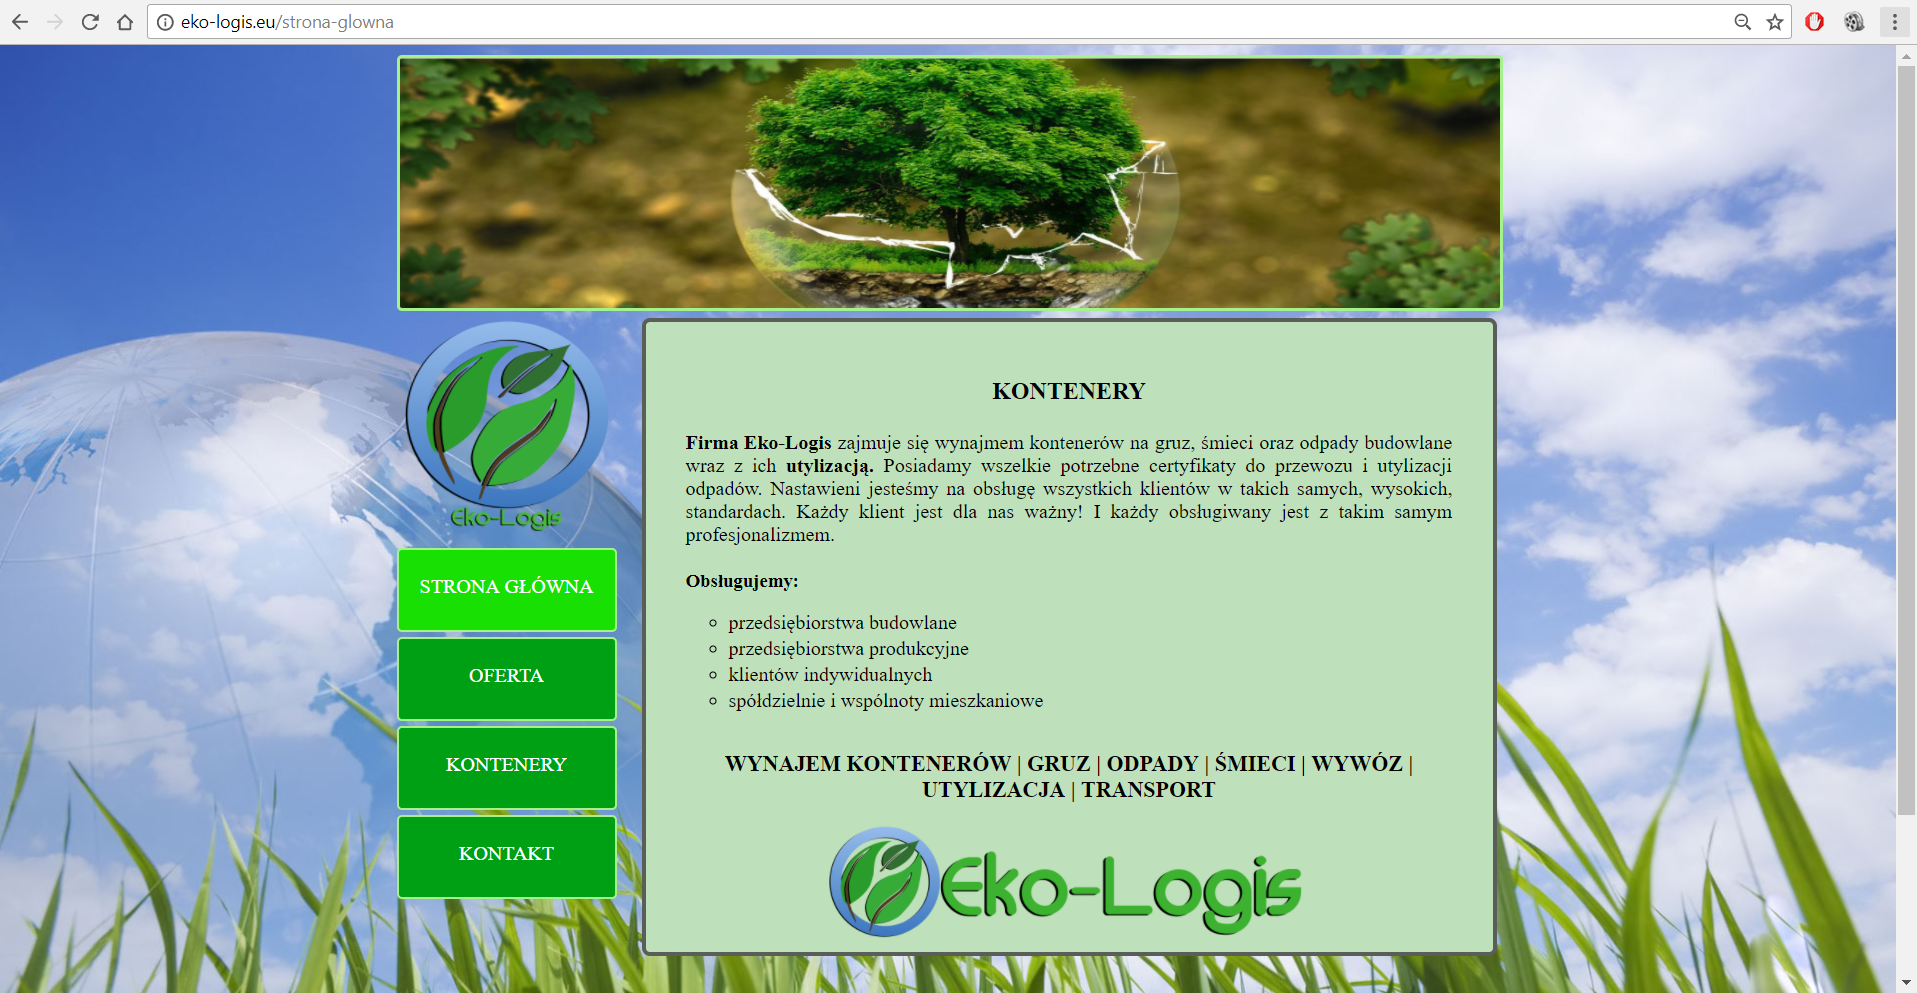 eko-logis.eu/strona-glowna
Eko-Logis
STRONA GŁÓWNA
OFERTA
KONTENERY
KONTAKT
KONTENERY
Firma Eko-Logis zajmuje się wynajmem kontenerów na gruz, śmieci oraz odpady budowlane
wraz z ich utylizacją. Posiadamy wszelkie potrzebne certyfikaty do przewozu i utylizacji
odpadów. Nastawieni jesteśmy na obsługę wszystkich klientów w takich samych, wysokich,
standardach. Każdy klient jest dla nas ważny! I każdy obsługiwany jest z takim samym
profesjonalizmem.
Obsługujemy:
przedsiębiorstwa budowlane
przedsiębiorstwa produkcyjne
klientów indywidualnych
spółdzielnie i wspólnoty mieszkaniowe
WYNAJEM KONTENERÓW | GRUZ | ODPADY | ŚMIECI | WYWÓZ |
UTYLIZACJA | TRANSPORT
Eko-Logis